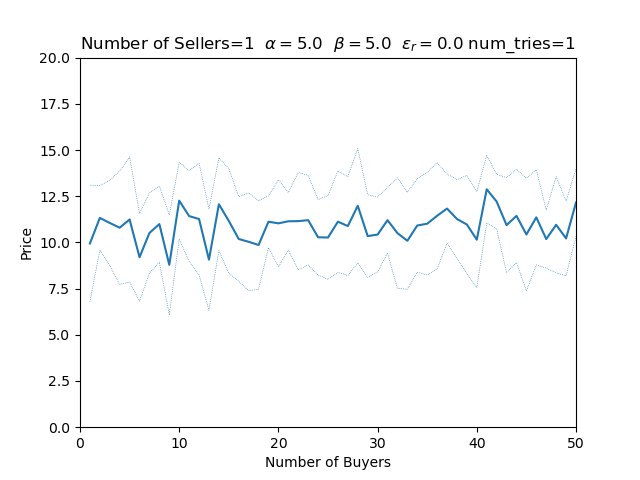 Number of Sellers=1 α = 5.0 β = 5.0 εr = 0.0 num_tries=1
20.0
17.5
15.0
12.5
10.0
7.5
5.0
2.5
0.0
Price
0 10 20 30 40 50
Number of Buyers